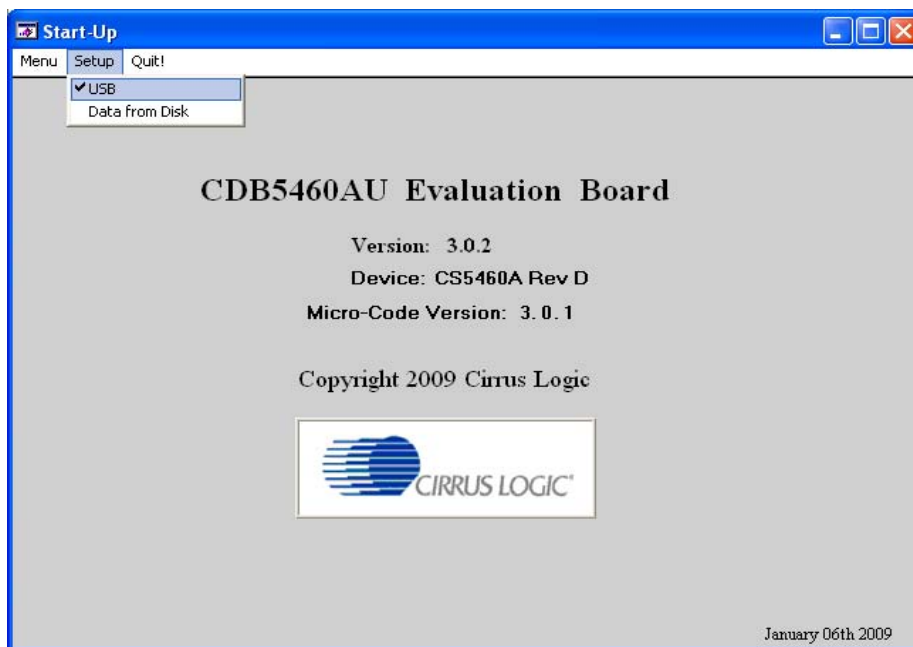 Start-Up
Menu Setup Quit!
USB
Data from Disk
CDB5460AU Evaluation Board
Version: 3.0.2
Device: CS5460A Rev D
Micro-Code Version: 3.0.1
Copyright 2009 Cirrus Logic
CIRRUS LOGIC®
January 06th 2009